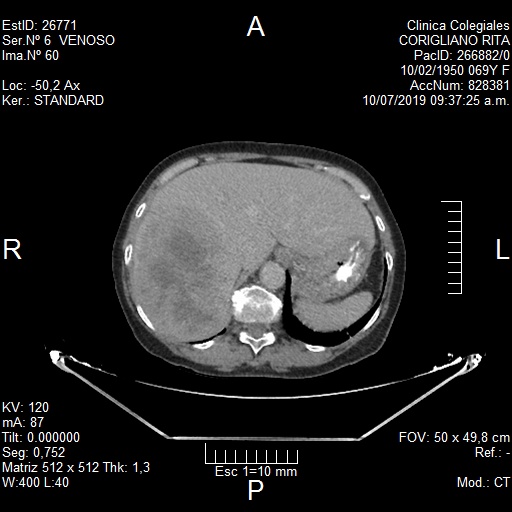 EstID: 26771
Ser.Nº 6 VENOSO
Ima.Nº 60
Loc: -50,2 Ax
Ker.: STANDARD
A
Clinica Colegiales
CORIGLIANO RITA
PacID: 266882/0
10/02/1950 069Y F
AccNum: 828381
10/07/2019 09:37:25 a.m.
R
L
KV: 120
mA: 87
Tilt: 0.000000
Seg: 0,752
Matriz 512 x 512 Thk: 1,3
W:400 L:40
Esc 1=10 mm
P
FOV: 50 x 49,8 cm
Ref.: -
Mod.: CT